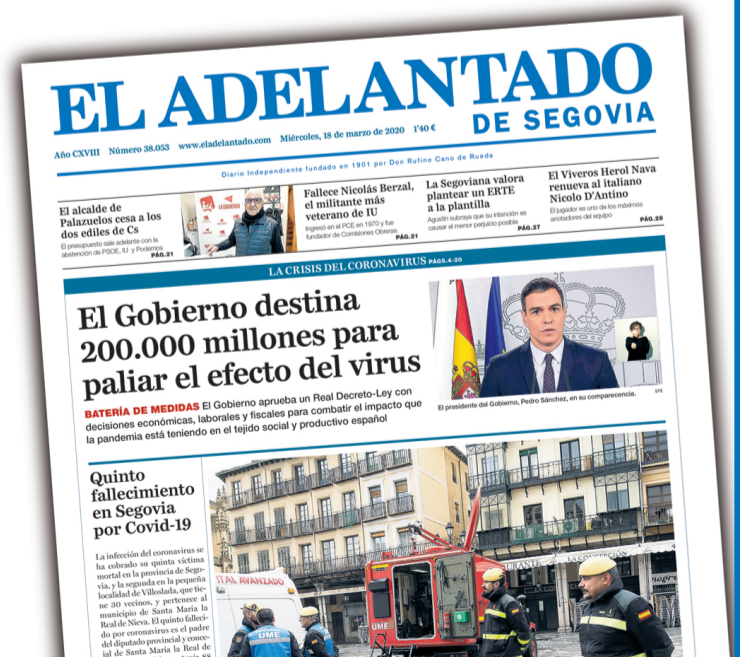 EL ADELANTADO
DE SEGOVIA
Año CXVIII Número 38.053 www.eladelantado.com Miércoles, 18 de marzo de 2020 1'40 €
Diario Independiente fundado en 1901 por Don Rufino Cano de Rueda
El alcalde de
Palazuelos cesa a los
dos ediles de Cs
El presupuesto sale adelante con la
abstención de PSOE, IU y Podemos
PÁG.21
Fallece Nicolás Berzal,
el militante más
veterano de IU
Ingresó en el PCE en 1970 y fue
fundador de Comisiones Obreras
PÁG.21
La Segoviana valora
plantear un ERTE
a la plantilla
Agustín subraya que su intención es
causar el menor perjuicio posible
PÁG.27
El Viveros Herol Nava
renueva al italiano
Nicolo D'Antino
El jugador es uno de los máximos
anotadores del equipo
PÁG.28
LA CRISIS DEL CORONAVIRUS PÁGS.4-20
El Gobierno destina
200.000 millones para
paliar el efecto del virus
BATERÍA DE MEDIDAS El Gobierno aprueba un Real Decreto-Ley con
decisiones económicas, laborales y fiscales para combatir el impacto que
la pandemia está teniendo en el tejido social y productivo español
El presidente del Gobierno, Pedro Sánchez, en su comparecencia.
EFE
Quinto
fallecimiento
en Segovia
por Covid-19
La infección del coronavirus se
ha cobrado su quinta víctima
mortal en la provincia de Sego-
via, y la segunda en la pequeña
localidad de Villoslada, que tie-
ne 30 vecinos, y pertenece al
municipio de Santa María la
Real de Nieva. El quinto falleci-
do por coronavirus es el padre
del diputado provincial y conce-
jal de Santa María la Real de
ITAL AVANZADO
UME
UME
LA CONCEPCIÓN